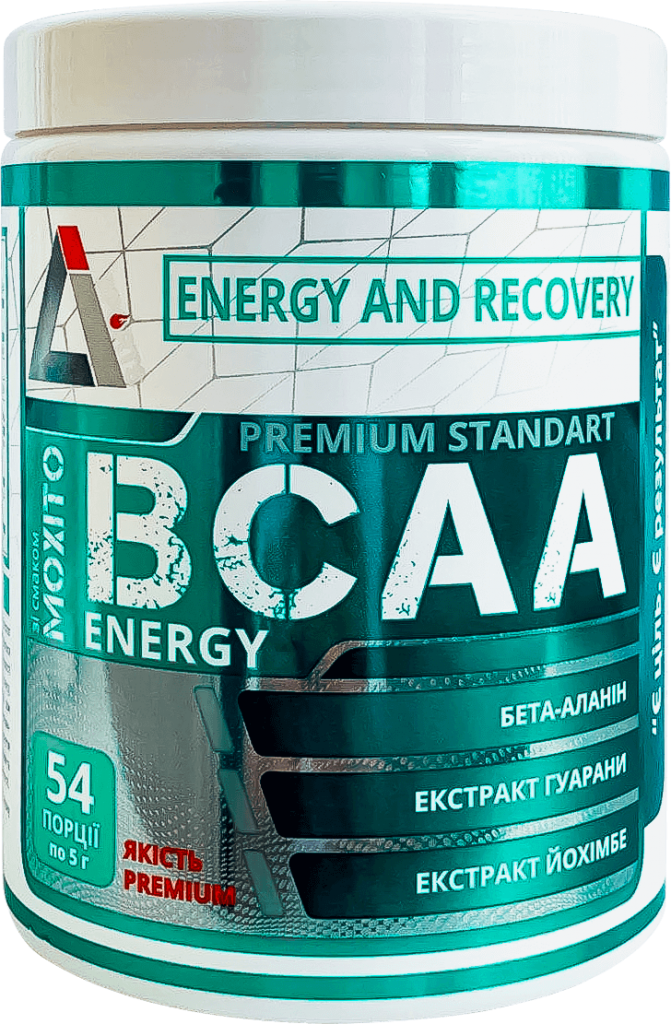 ENERGY AND RECOVERY
PREMIUM STANDART
зі смаком
МОХІТО
BCAA
ENERGY
БЕТА-АЛАНІН
ЕКСТРАКТ ГУАРАНИ
ЕКСТРАКТ ЙОХІМБЕ
54
ПОРЦІЇ
по 5 г
ЯКІСТЬ
PREMIUM
"Є ціль є результат"